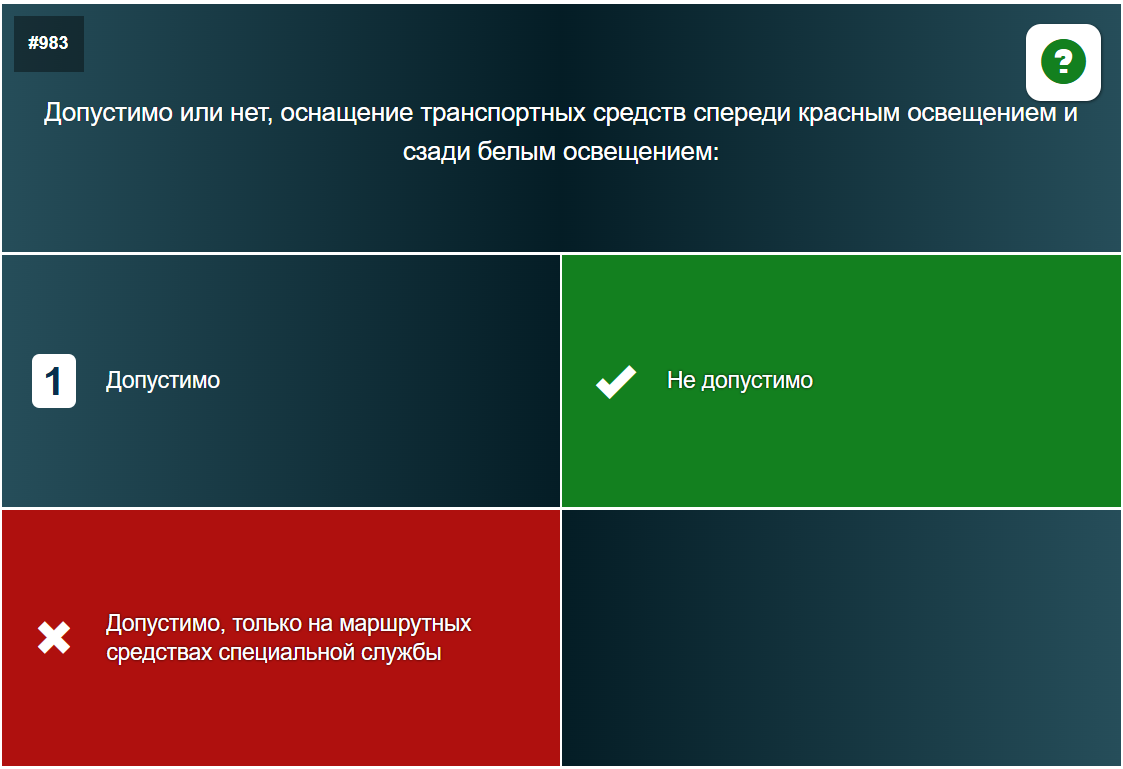 #983
?
Допустимо или нет, оснащение транспортных средств спереди красным освещением и
сзади белым освещением:
1 Допустимо
Не допустимо
Допустимо, только на маршрутных
средствах специальной службы